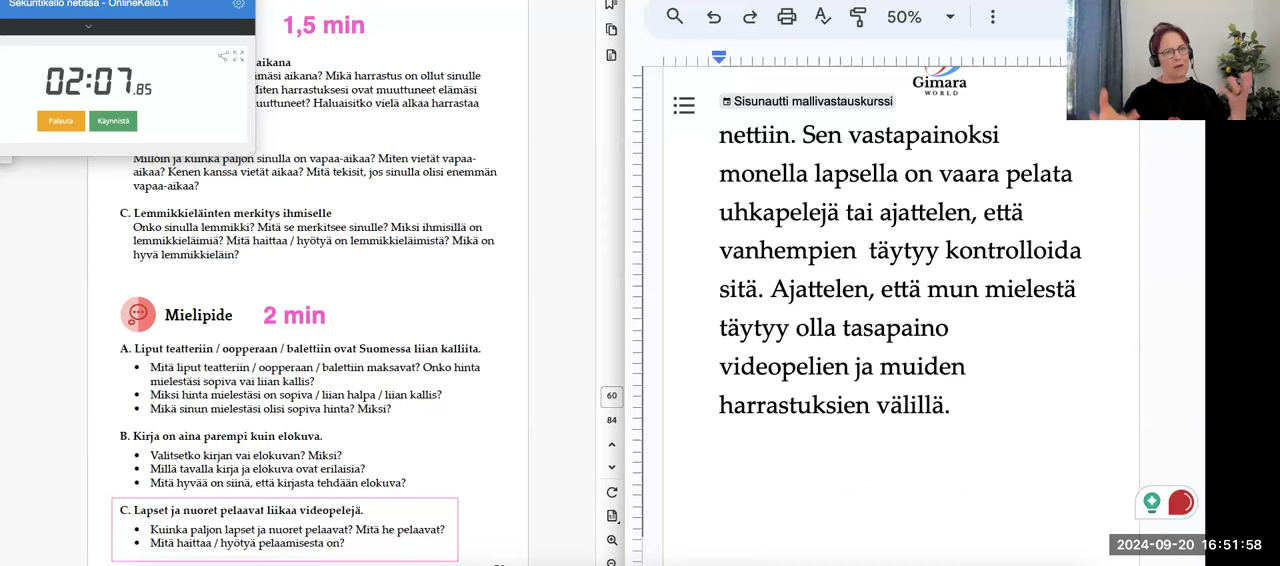 Sekuntikello netissä - OnlineKello.fi
02:07.85
Palauta
Käynnistä
1,5 min
aikana
mäsi aikana? Mikä harrastus on ollut sinulle
Miten harrastuksesi ovat muuttuneet elämäsi
uuttuneet? Haluaisitko vielä alkaa harrastaa
Milloin ja kuinka paljon sinulla on vapaa-aikaa? Miten vietät vapaa-
aikaa? Kenen kanssa vietät aikaa? Mitä tekisit, jos sinulla olisi enemmän
vapaa-aikaa?
C. Lemmikkieläinten merkitys ihmiselle
Onko sinulla lemmikki? Mitä se merkitsee sinulle? Miksi ihmisillä on
lemmikkieläimiä? Mitä haittaa / hyötyä on lemmikkieläimistä? Mikä on
hyvä lemmikkieläin?
Mielipide
2 min
A. Liput teatteriin / oopperaan / balettiin ovat Suomessa liian kalliita.
• Mitä liput teatteriin / oopperaan / balettiin maksavat? Onko hinta
mielestäsi sopiva vai liian kallis?
• Miksi hinta mielestäsi on sopiva / liian halpa / liian kallis?
• Mikä sinun mielestäsi olisi sopiva hinta? Miksi?
B. Kirja on aina parempi kuin elokuva.
• Valitsetko kirjan vai elokuvan? Miksi?
• Millä tavalla kirja ja elokuva ovat erilaisia?
• Mitä hyvää on siinä, että kirjasta tehdään elokuva?
C. Lapset ja nuoret pelaavat liikaa videopelejä.
• Kuinka paljon lapset ja nuoret pelaavat? Mitä he pelaavat?
• Mitä haittaa / hyötyä pelaamisesta on?
60
84
50%
Gimara
WORLD
Sisunautti mallivastauskurssi
nettiin. Sen vastapainoksi
monella lapsella on vaara pelata
uhkapelejä tai ajattelen, että
vanhempien täytyy kontrolloida
sitä. Ajattelen, että mun mielestä
täytyy olla tasapaino
videopelien ja muiden
harrastuksien välillä.
2024-09-20 16:51:58